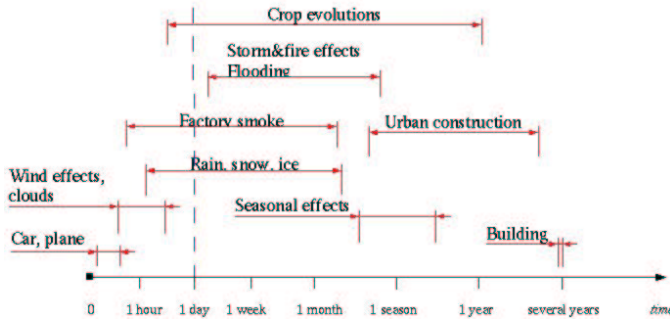 Crop evolutions
Storm&fire effects
Flooding
Factory smoke
Urban construction
Rain, snow, ice
Wind effects,
clouds
Seasonal effects
Car, plane
Building
0 1 hour 1 day 1 week 1 month 1 season 1 year several years time